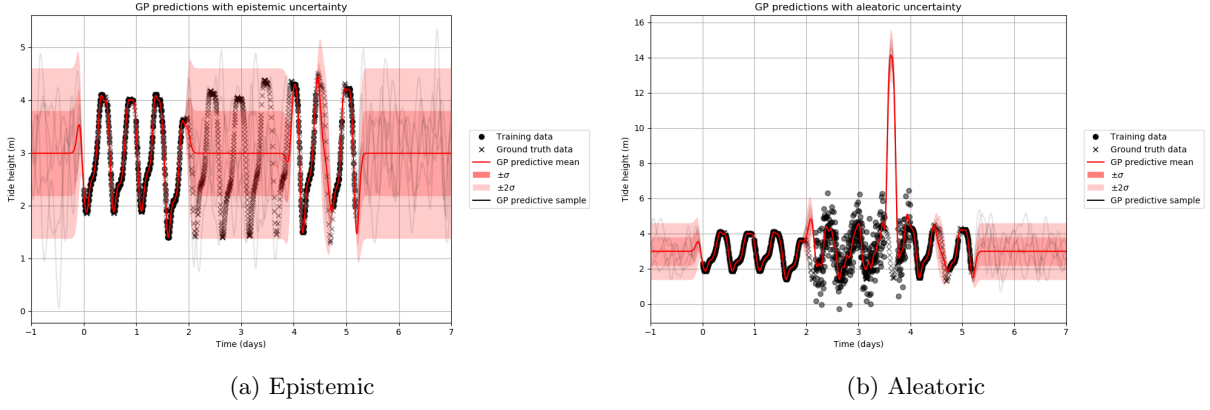 GP predictions with epistemic uncertainty
5
4
3
2
1
0
Tide height (m)
−1 0 1 2 3 4 5 6 7
Time (days)
Training data
Ground truth data
GP predictive mean
±σ
±2σ
GP predictive sample
(a) Epistemic
GP predictions with aleatoric uncertainty
16
14
12
10
8
6
4
2
0
Tide height (m)
−1 0 1 2 3 4 5 6 7
Time (days)
Training data
Ground truth data
GP predictive mean
±σ
±2σ
GP predictive sample
(b) Aleatoric